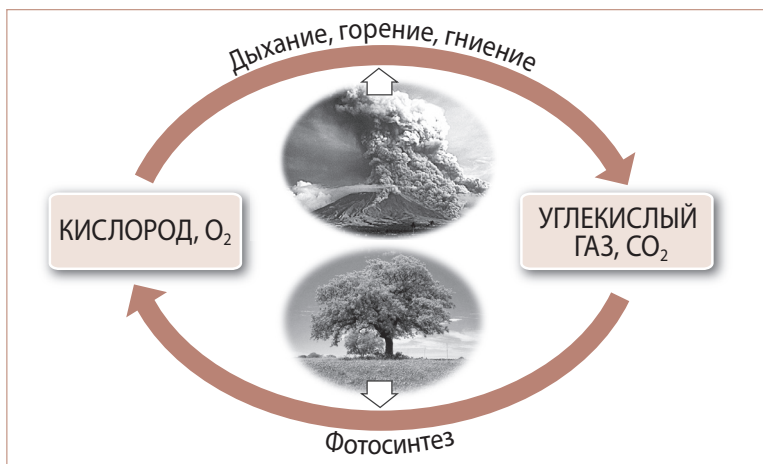 Дыхание, горение, гниение
КИСЛОРОД, O₂
УГЛЕКИСЛЫЙ
ГАЗ, CO₂
Фотосинтез